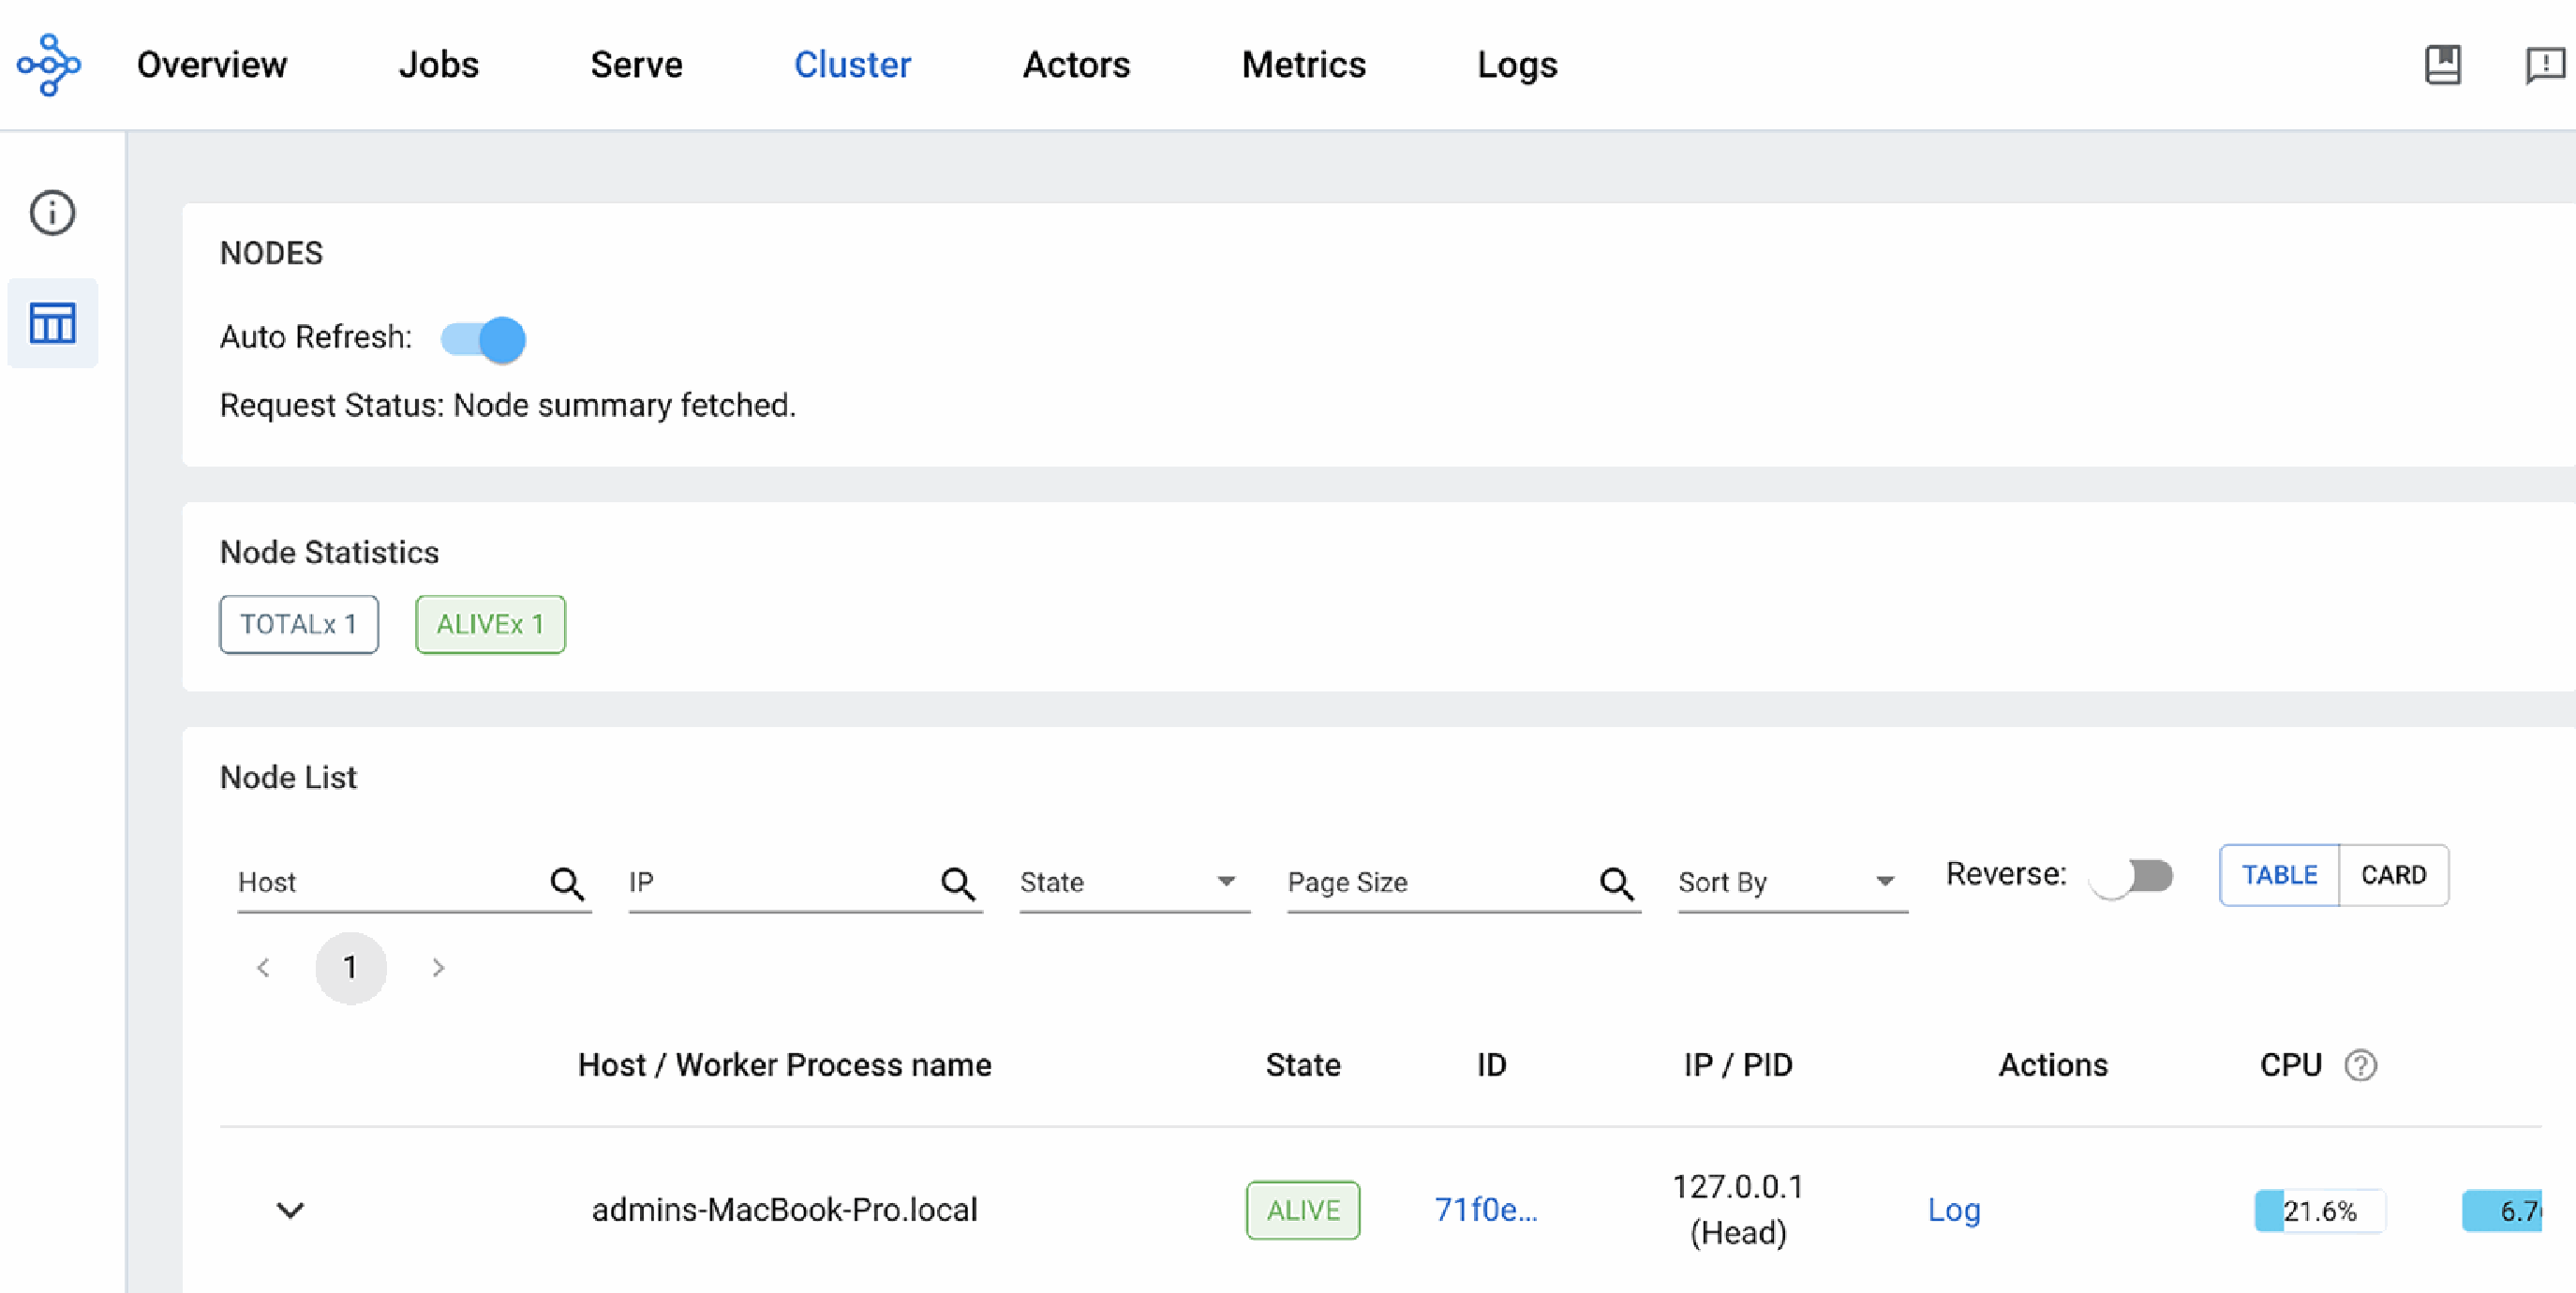 Overview Jobs Serve Cluster Actors Metrics Logs
NODES
Auto Refresh:
Request Status: Node summary fetched.
Node Statistics
TOTALx 1 ALIVEx 1
Node List
Host IP State Page Size Sort By Reverse: TABLE CARD
1
Host / Worker Process name State ID IP / PID Actions CPU
admins-MacBook-Pro.local ALIVE 71f0e... 127.0.0.1 (Head) Log 21.6%